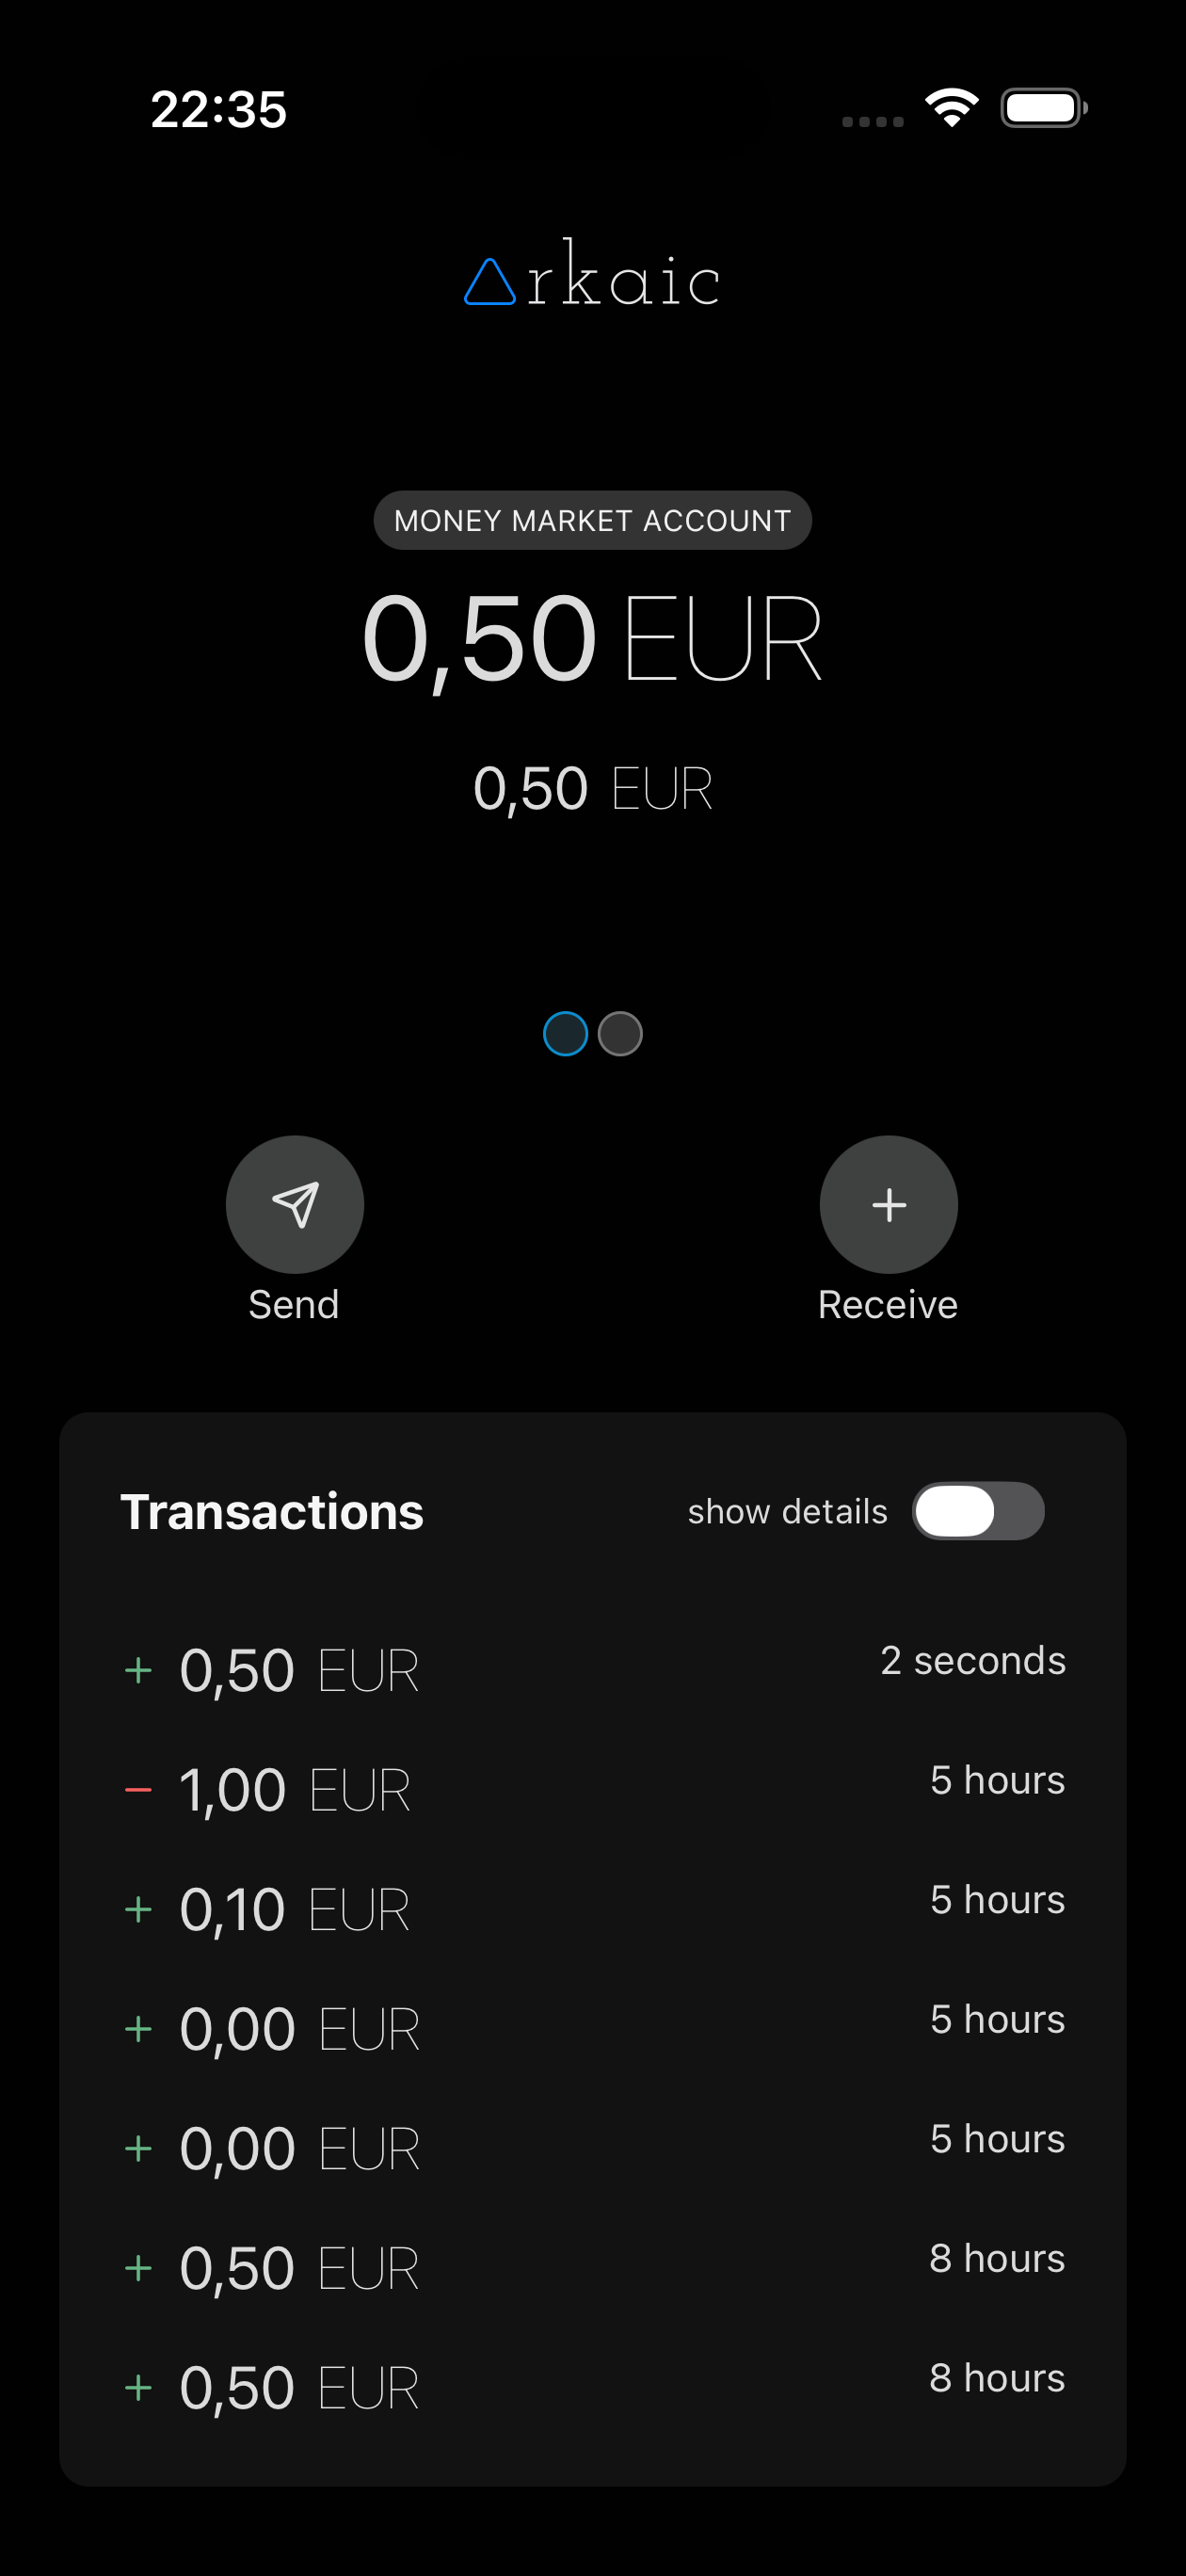 22:35
Arkaic
MONEY MARKET ACCOUNT
0,50 EUR
0,50 EUR
Send
Receive
Transactions
show details
+ 0,50 EUR 2 seconds
− 1,00 EUR 5 hours
+ 0,10 EUR 5 hours
+ 0,00 EUR 5 hours
+ 0,00 EUR 5 hours
+ 0,50 EUR 8 hours
+ 0,50 EUR 8 hours